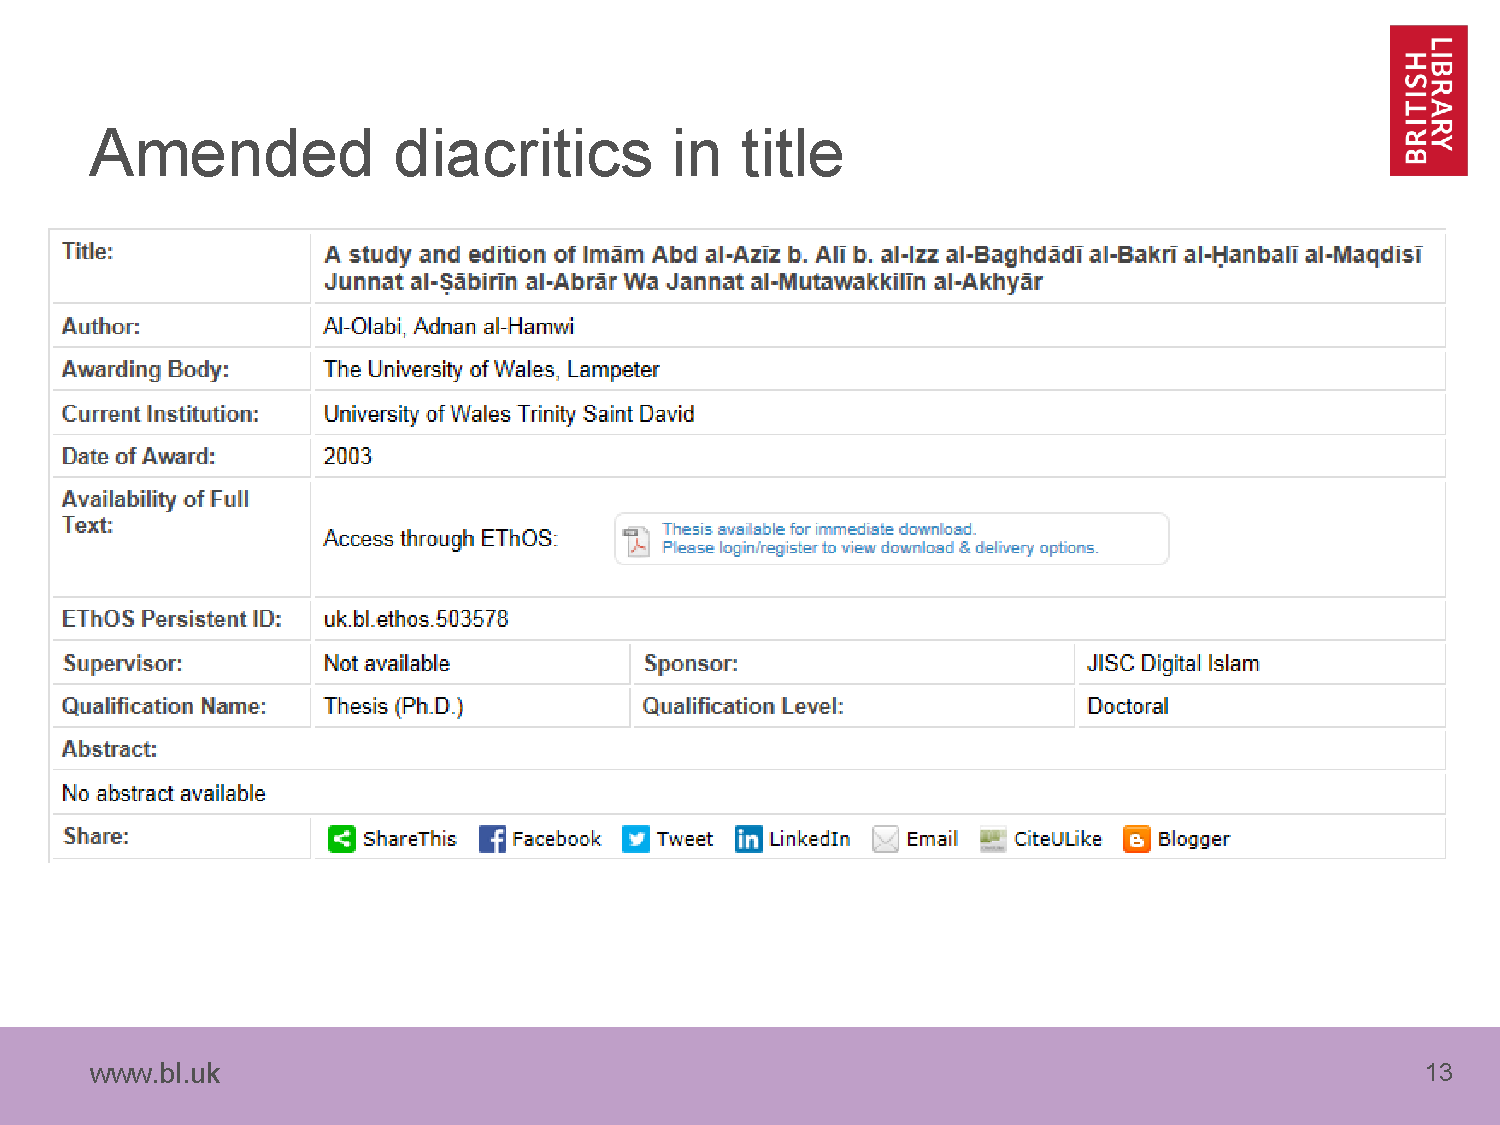 BRITISH
LIBRARY
Amended diacritics in title
Title: A study and edition of Imām Abd al-Azīz b. Alī b. al-Izz al-Baghdādī al-Bakrī al-Ḥanbalī al-Maqdisī
Junnat al-Ṣābirīn al-Abrār Wa Jannat al-Mutawakkilīn al-Akhyār
Author: Al-Olabi, Adnan al-Hamwi
Awarding Body: The University of Wales, Lampeter
Current Institution: University of Wales Trinity Saint David
Date of Award: 2003
Availability of Full
Text:
Access through EThOS:
Thesis available for immediate download.
Please login/register to view download & delivery options.
EThOS Persistent ID: uk.bl.ethos.503578
Supervisor: Not available Sponsor: JISC Digital Islam
Qualification Name: Thesis (Ph.D.) Qualification Level: Doctoral
Abstract:
No abstract available
Share: ShareThis Facebook Tweet LinkedIn Email CiteULike Blogger
www.bl.uk 13